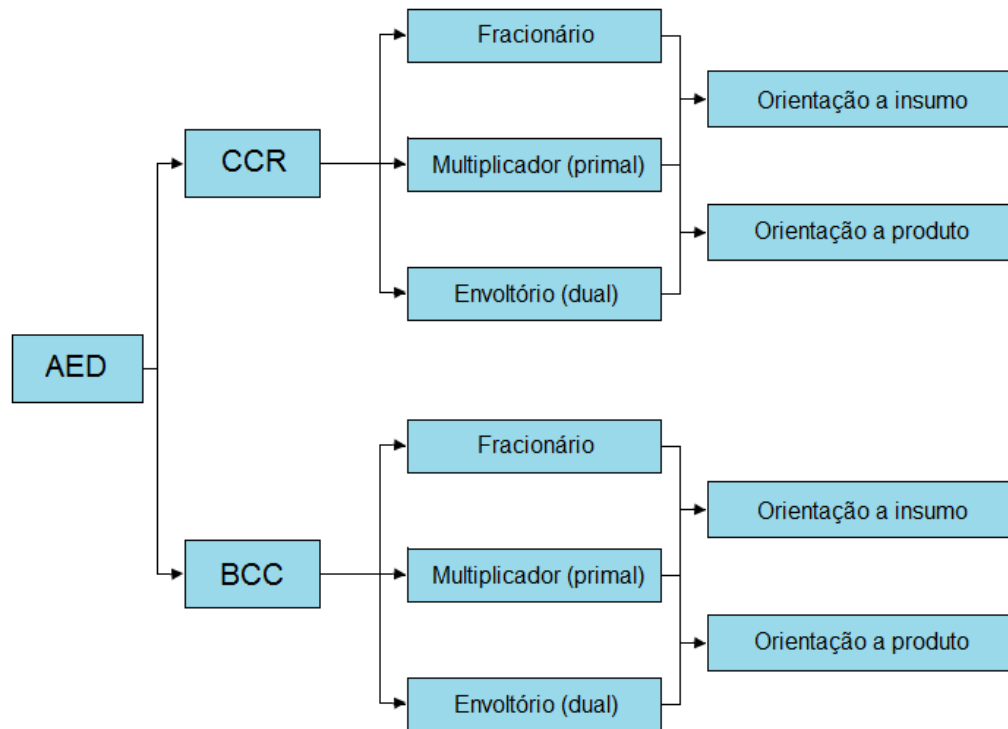 Fracionário
Orientação a insumo
CCR
Multiplicador (primal)
Orientação a produto
Envoltório (dual)
AED
Fracionário
Orientação a insumo
BCC
Multiplicador (primal)
Orientação a produto
Envoltório (dual)